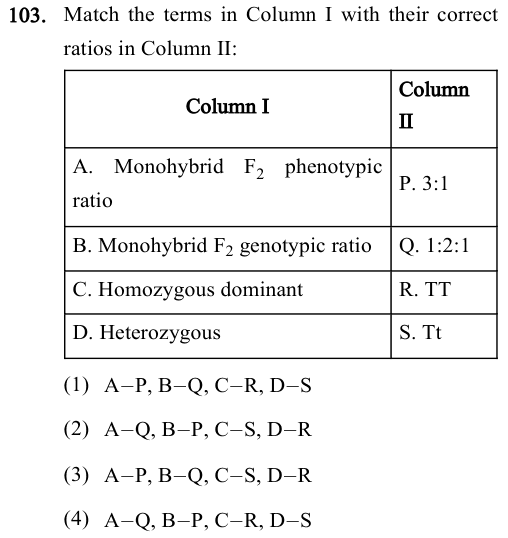 103. Match the terms in Column I with their correct
ratios in Column II:
Column I
Column
II
A. Monohybrid F₂ phenotypic
ratio
P. 3:1
B. Monohybrid F₂ genotypic ratio
Q. 1:2:1
C. Homozygous dominant
R. TT
D. Heterozygous
S. Tt
(1) A–P, B–Q, C–R, D–S
(2) A–Q, B–P, C–S, D–R
(3) A–P, B–Q, C–S, D–R
(4) A–Q, B–P, C–R, D–S